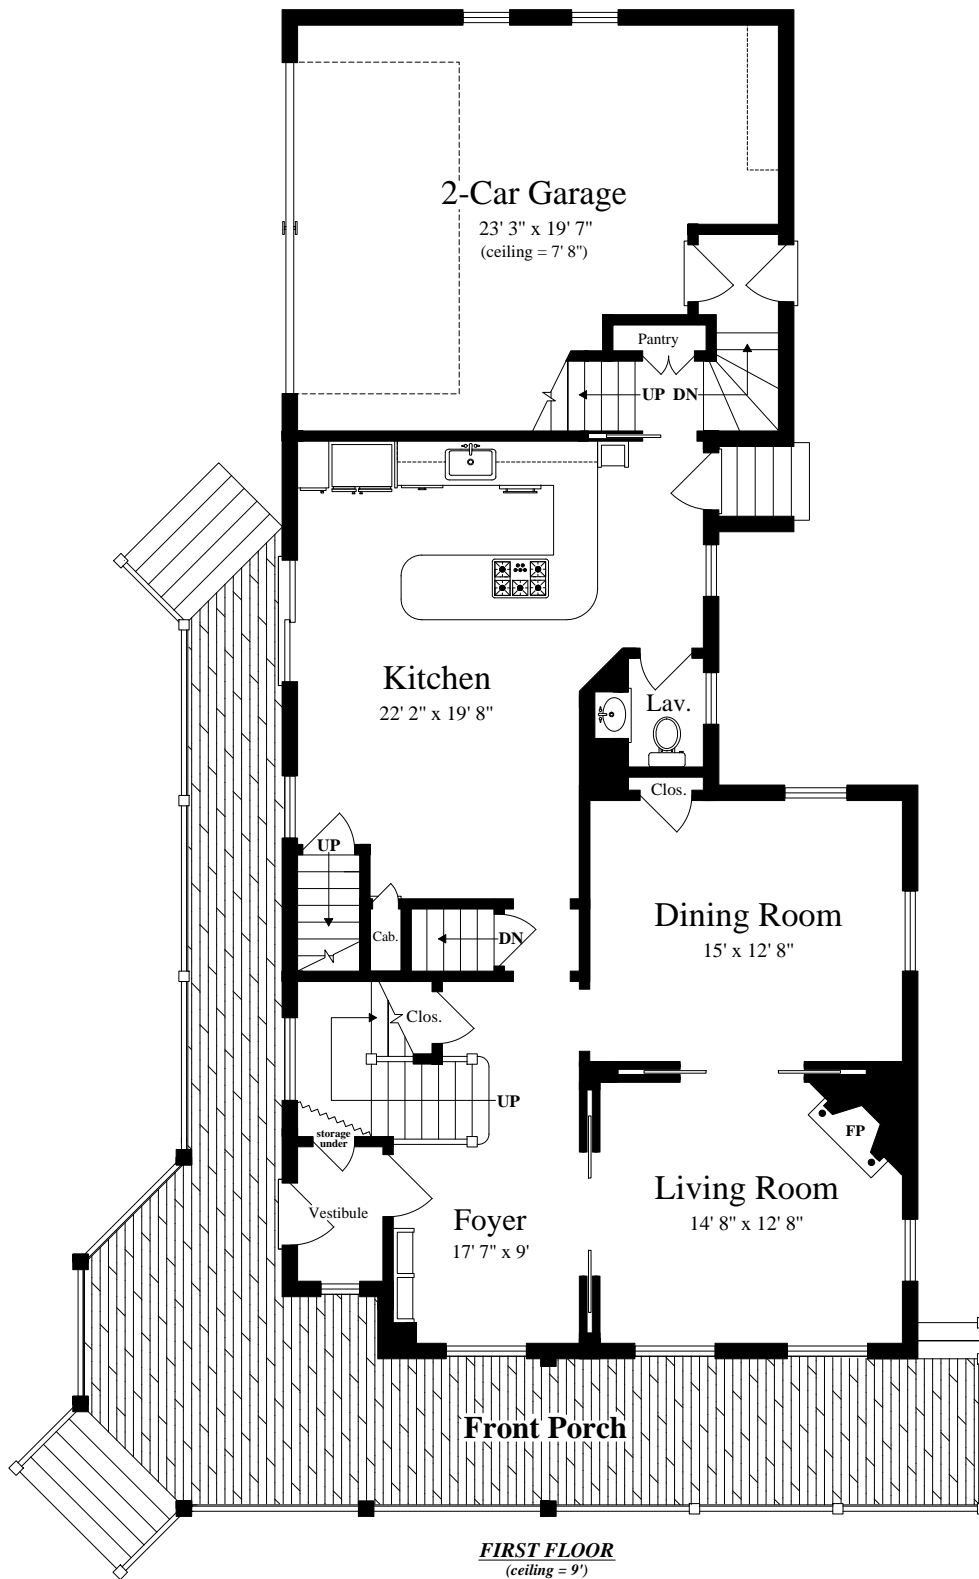 2-Car Garage
23' 3" x 19' 7"
(ceiling = 7' 8")
Pantry
UP DN
Kitchen
22' 2" x 19' 8"
Lav.
Clos.
UP
Cab.
DN
Dining Room
15' x 12' 8"
Clos.
UP
storage
under
FP
Vestibule
Foyer
17' 7" x 9'
Living Room
14' 8" x 12' 8"
Front Porch
FIRST FLOOR
(ceiling = 9')